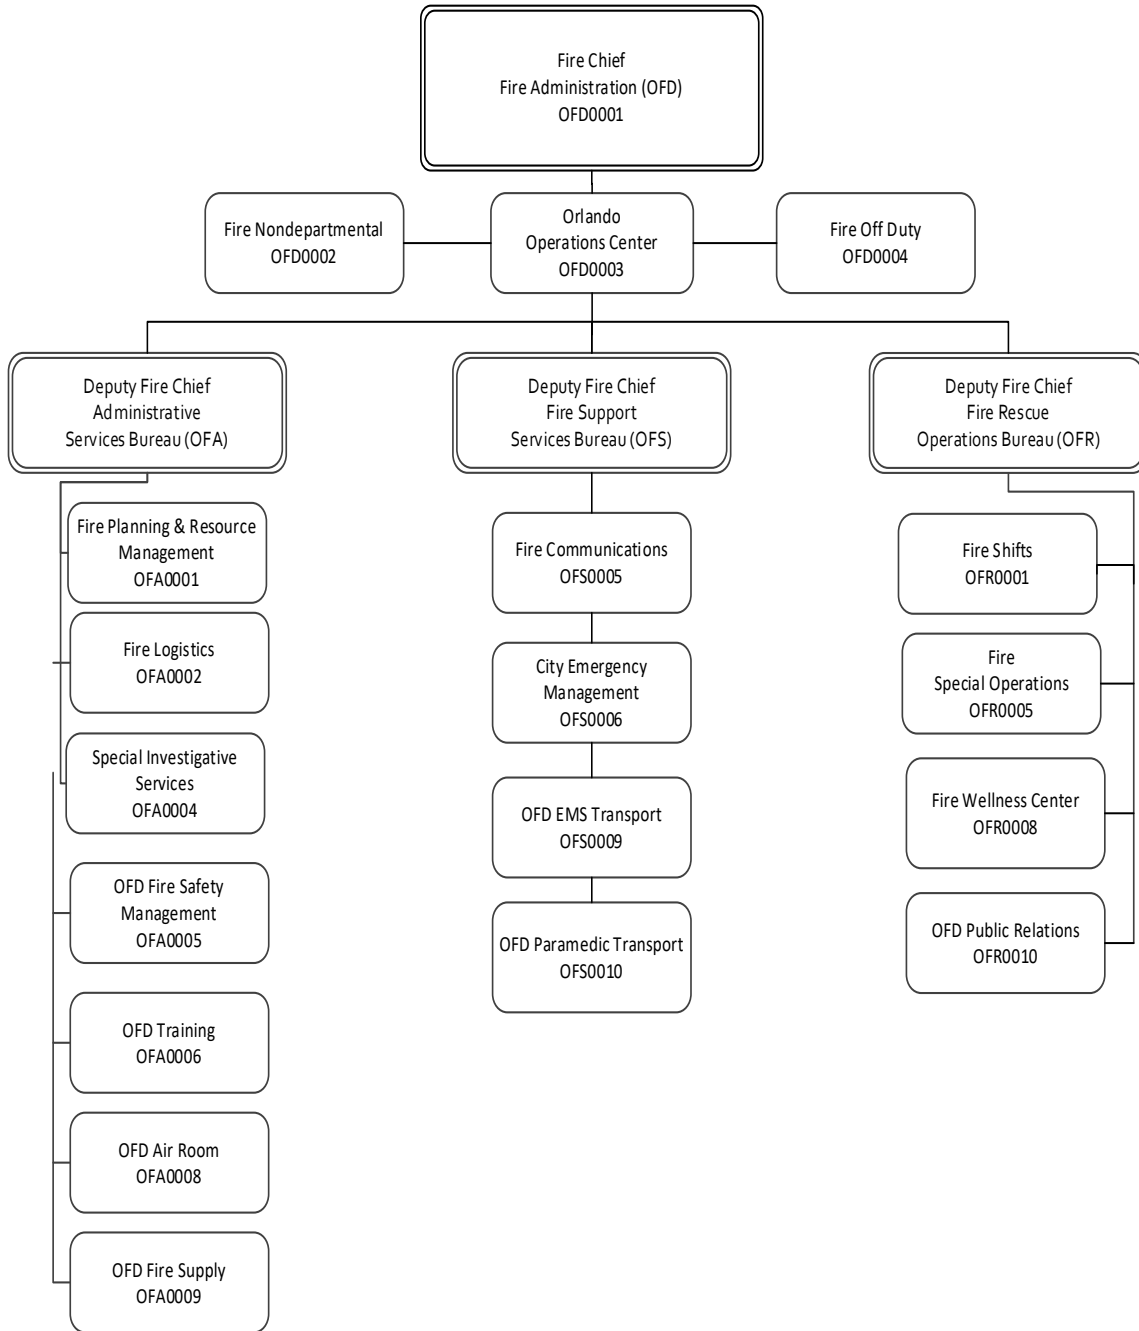 Fire Chief
Fire Administration (OFD)
OFD0001
Fire Nondepartmental
OFD0002
Orlando
Operations Center
OFD0003
Fire Off Duty
OFD0004
Deputy Fire Chief
Administrative
Services Bureau (OFA)
Deputy Fire Chief
Fire Support
Services Bureau (OFS)
Deputy Fire Chief
Fire Rescue
Operations Bureau (OFR)
Fire Planning & Resource
Management
OFA0001
Fire Logistics
OFA0002
Special Investigative
Services
OFA0004
OFD Fire Safety
Management
OFA0005
OFD Training
OFA0006
OFD Air Room
OFA0008
OFD Fire Supply
OFA0009
Fire Communications
OFS0005
City Emergency
Management
OFS0006
OFD EMS Transport
OFS0009
OFD Paramedic Transport
OFS0010
Fire Shifts
OFR0001
Fire
Special Operations
OFR0005
Fire Wellness Center
OFR0008
OFD Public Relations
OFR0010